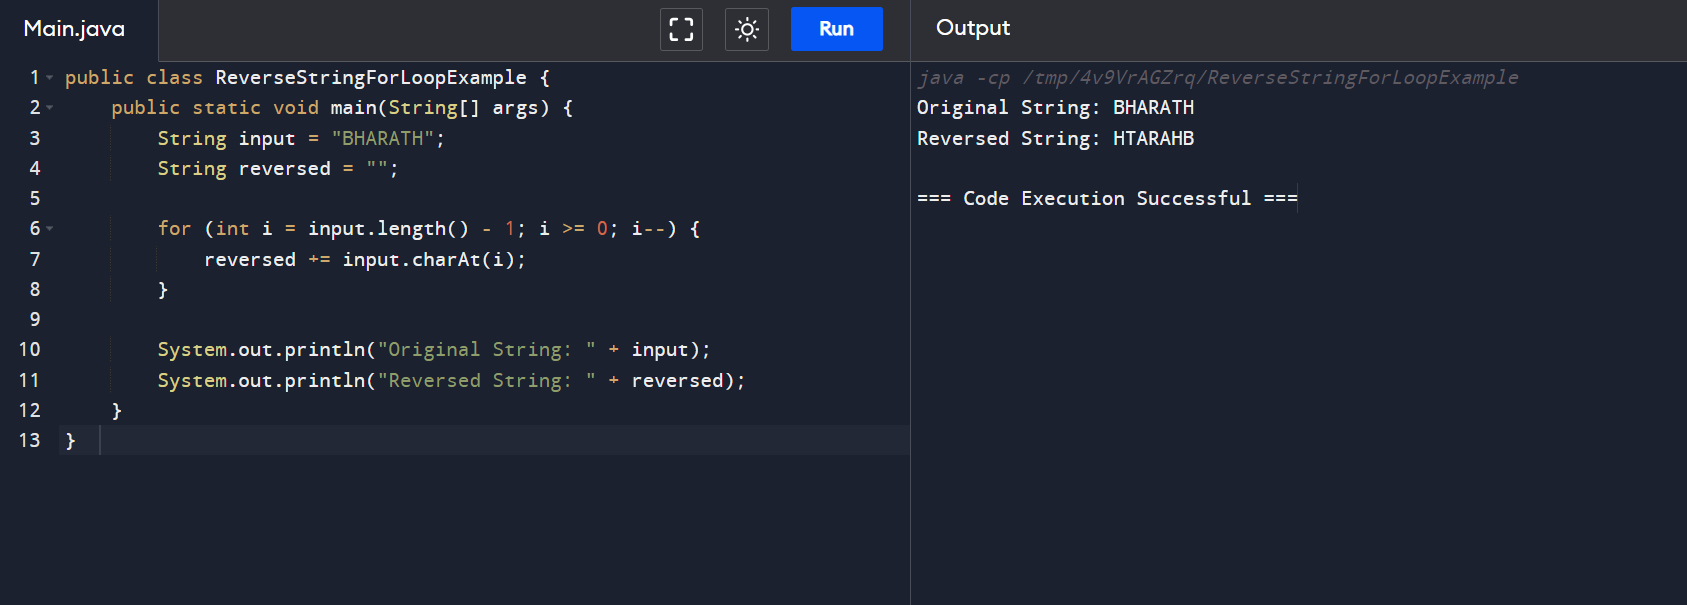 Main.java
Run
Output
1 public class ReverseStringForLoopExample {
2     public static void main(String[] args) {
3         String input = "BHARATH";
4         String reversed = "";
5
6         for (int i = input.length() - 1; i >= 0; i--) {
7             reversed += input.charAt(i);
8         }
9
10         System.out.println("Original String: " + input);
11         System.out.println("Reversed String: " + reversed);
12     }
13 }
java -cp /tmp/4v9VrAGZrq/ReverseStringForLoopExample
Original String: BHARATH
Reversed String: HTARAHB
=== Code Execution Successful ===